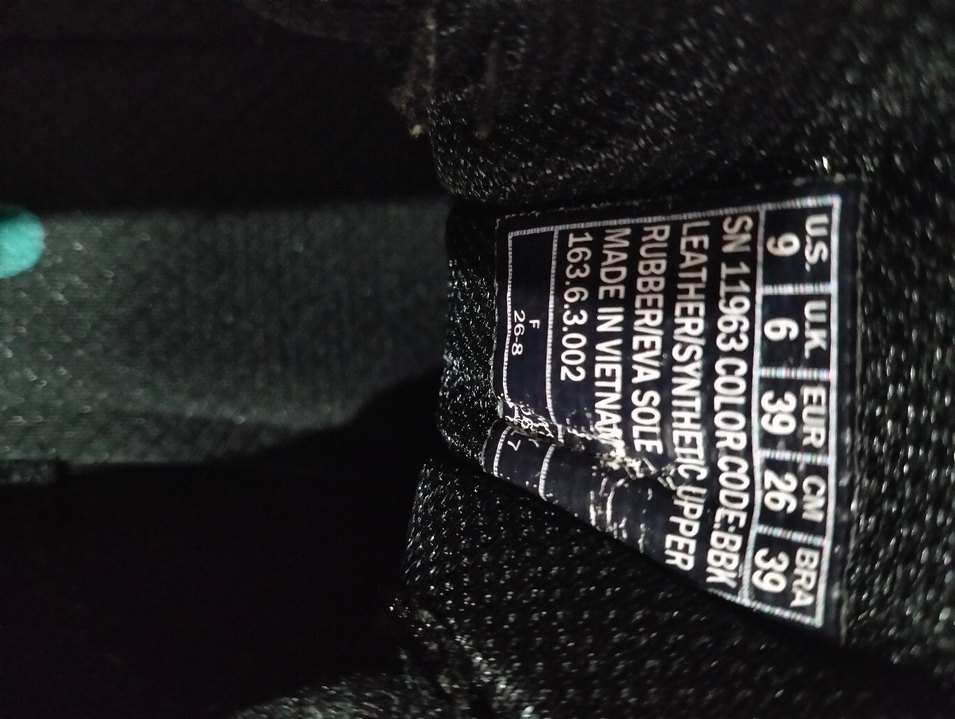 U.S. U.K. EUR CM BRA
9 6 39 26 39
SN 11963 COLOR CODE:BBK
LEATHER/SYNTHETIC UPPER
RUBBER/EVA SOLE
MADE IN VIETNAM
163.6.3.002
F
26-8